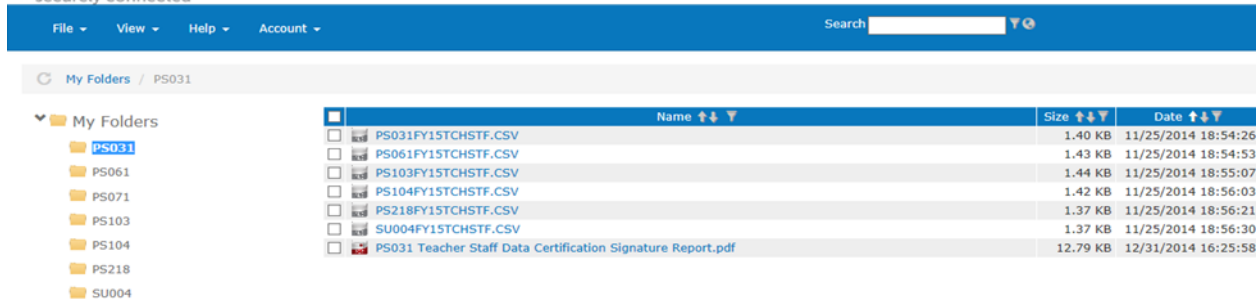 securely connected
File View Help Account Search
My Folders / PS031
My Folders
PS031
PS061
PS071
PS103
PS104
PS218
SU004
Name Size Date
PS031FY15TCHSTF.CSV 1.40 KB 11/25/2014 18:54:26
PS061FY15TCHSTF.CSV 1.43 KB 11/25/2014 18:54:53
PS103FY15TCHSTF.CSV 1.44 KB 11/25/2014 18:55:07
PS104FY15TCHSTF.CSV 1.42 KB 11/25/2014 18:56:03
PS218FY15TCHSTF.CSV 1.37 KB 11/25/2014 18:56:21
SU004FY15TCHSTF.CSV 1.37 KB 11/25/2014 18:56:30
PS031 Teacher Staff Data Certification Signature Report.pdf 12.79 KB 12/31/2014 16:25:58